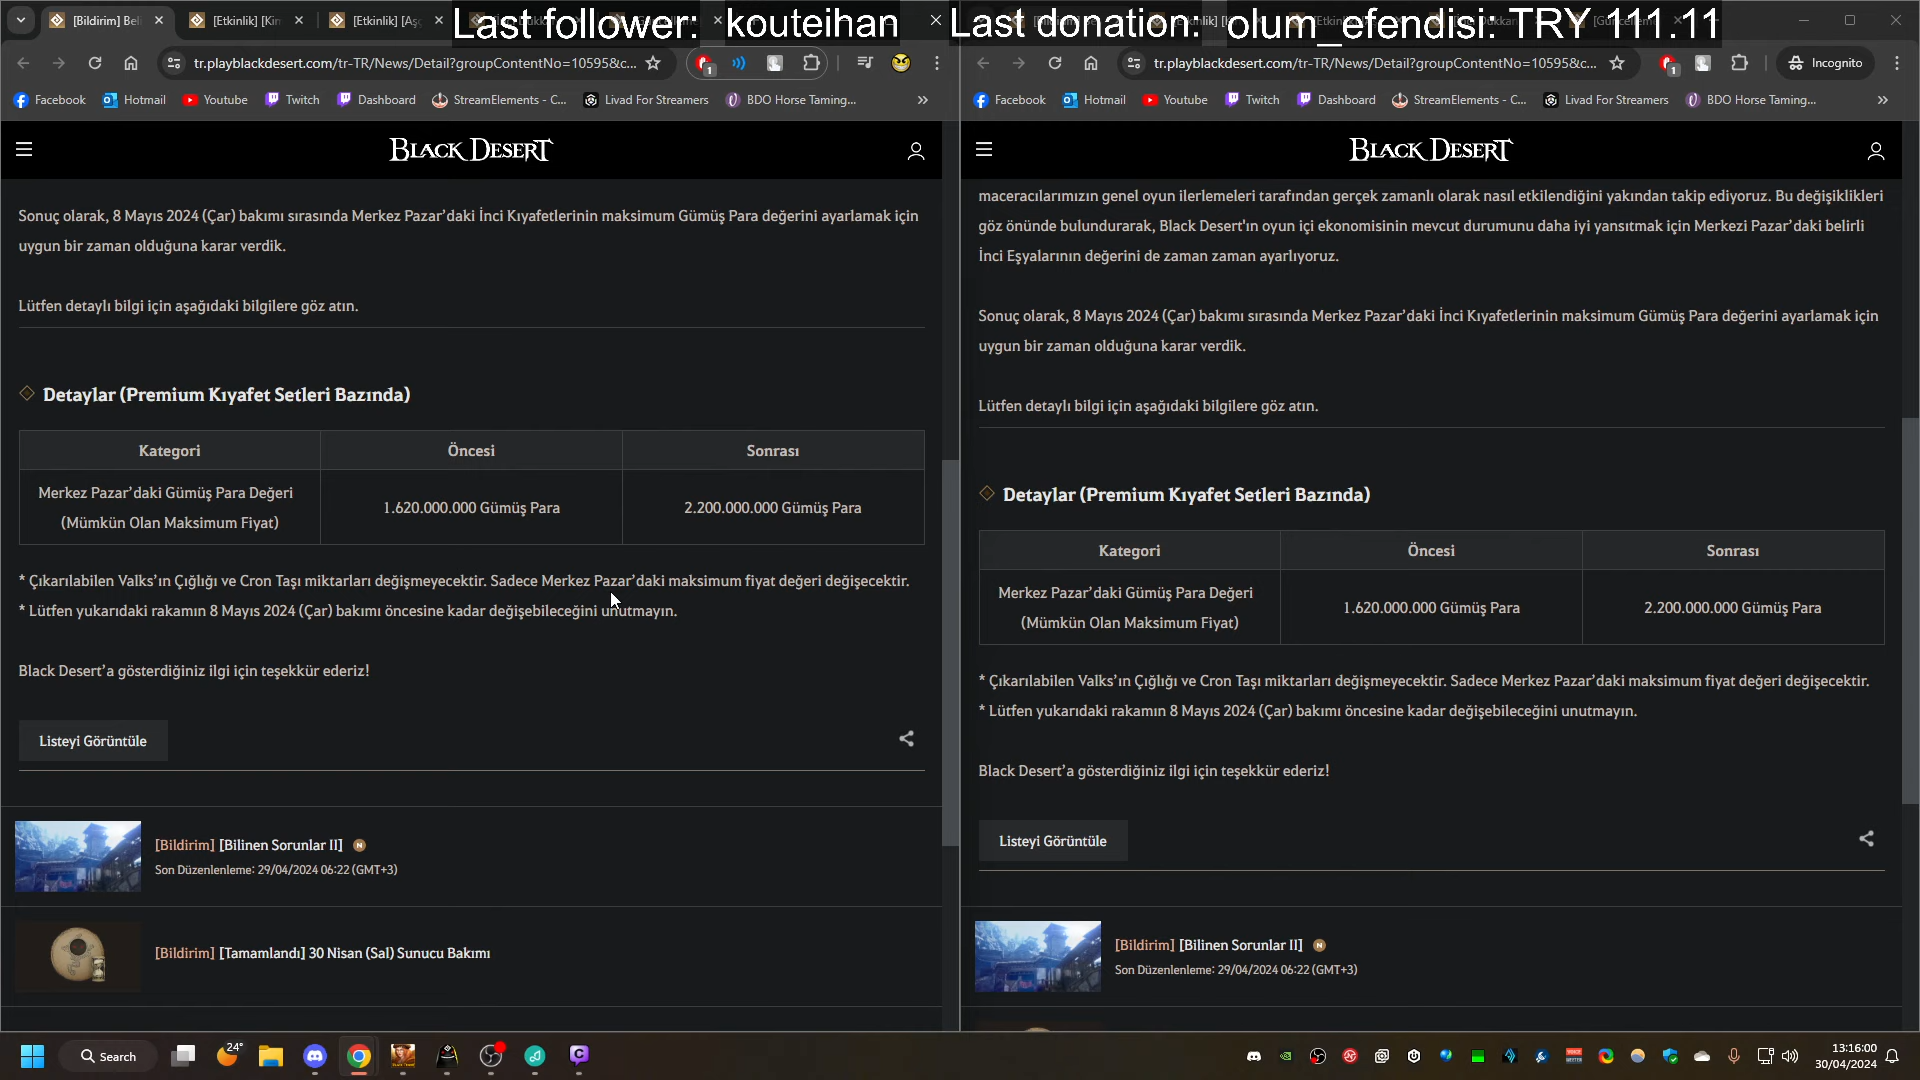 [Bildirim] Bel
[Etkinlik] [Kır
[Etkinlik] [Aş
Last follower: kouteihan
Last donation: olum_efendisi: TRY 111.11
tr.playblackdesert.com/tr-TR/News/Detail?groupContentNo=10595&c...
1
Facebook
Hotmail
Youtube
Twitch
Dashboard
StreamElements - C...
Livad For Streamers
BDO Horse Taming...
»
BLACK DESERT
Sonuç olarak, 8 Mayıs 2024 (Çar) bakımı sırasında Merkez Pazar’daki İnci Kıyafetlerinin maksimum Gümüş Para değerini ayarlamak için
uygun bir zaman olduğuna karar verdik.
Lütfen detaylı bilgi için aşağıdaki bilgilere göz atın.
Detaylar (Premium Kıyafet Setleri Bazında)
Kategori
Öncesi
Sonrası
Merkez Pazar’daki Gümüş Para Değeri
(Mümkün Olan Maksimum Fiyat)
1.620.000.000 Gümüş Para
2.200.000.000 Gümüş Para
* Çıkarılabilen Valks’ın Çığlığı ve Cron Taşı miktarları değişmeyecektir. Sadece Merkez Pazar’daki maksimum fiyat değeri değişecektir.
* Lütfen yukarıdaki rakamın 8 Mayıs 2024 (Çar) bakımı öncesine kadar değişebileceğini unutmayın.
Black Desert’a gösterdiğiniz ilgi için teşekkür ederiz!
Listeyi Görüntüle
[Bildirim] [Bilinen Sorunlar II] N
Son Düzenlenleme: 29/04/2024 06:22 (GMT+3)
[Bildirim] [Tamamlandı] 30 Nisan (Sal) Sunucu Bakımı
tr.playblackdesert.com/tr-TR/News/Detail?groupContentNo=10595&c...
1
Incognito
Facebook
Hotmail
Youtube
Twitch
Dashboard
StreamElements - C...
Livad For Streamers
BDO Horse Taming...
»
BLACK DESERT
maceracılarımızın genel oyun ilerlemeleri tarafından gerçek zamanlı olarak nasıl etkilendiğini yakından takip ediyoruz. Bu değişiklikleri
göz önünde bulundurarak, Black Desert'ın oyun içi ekonomisinin mevcut durumunu daha iyi yansıtmak için Merkezi Pazar’daki belirli
İnci Eşyalarının değerini de zaman zaman ayarlıyoruz.
Sonuç olarak, 8 Mayıs 2024 (Çar) bakımı sırasında Merkez Pazar’daki İnci Kıyafetlerinin maksimum Gümüş Para değerini ayarlamak için
uygun bir zaman olduğuna karar verdik.
Lütfen detaylı bilgi için aşağıdaki bilgilere göz atın.
Detaylar (Premium Kıyafet Setleri Bazında)
Kategori
Öncesi
Sonrası
Merkez Pazar’daki Gümüş Para Değeri
(Mümkün Olan Maksimum Fiyat)
1.620.000.000 Gümüş Para
2.200.000.000 Gümüş Para
* Çıkarılabilen Valks’ın Çığlığı ve Cron Taşı miktarları değişmeyecektir. Sadece Merkez Pazar’daki maksimum fiyat değeri değişecektir.
* Lütfen yukarıdaki rakamın 8 Mayıs 2024 (Çar) bakımı öncesine kadar değişebileceğini unutmayın.
Black Desert’a gösterdiğiniz ilgi için teşekkür ederiz!
Listeyi Görüntüle
[Bildirim] [Bilinen Sorunlar II] N
Son Düzenlenleme: 29/04/2024 06:22 (GMT+3)
Search
24°
13:16:00
30/04/2024